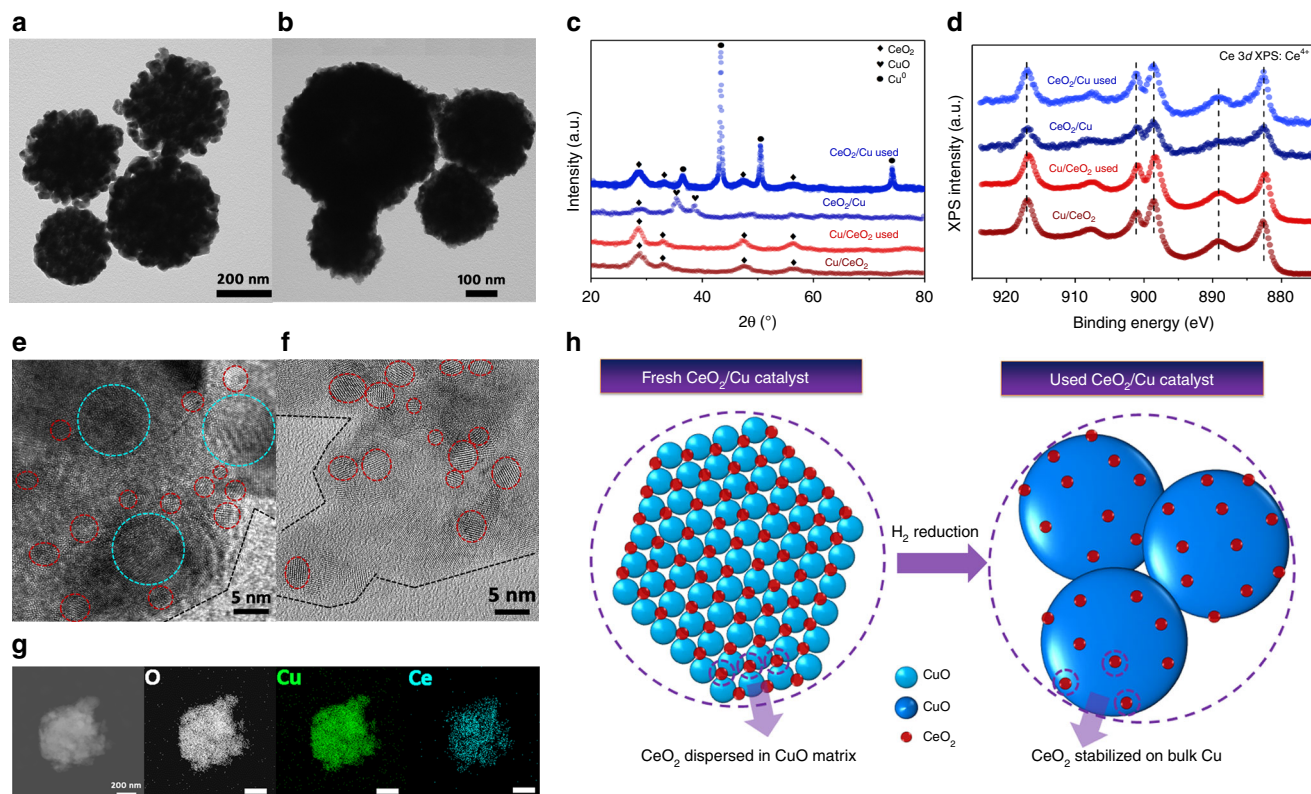 a
200 nm
b
100 nm
c
Intensity (a.u.)
♦ CeO₂
♥ CuO
● Cu⁰
CeO₂/Cu used
CeO₂/Cu
Cu/CeO₂ used
Cu/CeO₂
20 40 60 80
2θ (°)
d
XPS intensity (a.u.)
Ce 3d XPS: Ce⁴⁺
CeO₂/Cu used
CeO₂/Cu
Cu/CeO₂ used
Cu/CeO₂
920 910 900 890 880
Binding energy (eV)
e
5 nm
f
5 nm
g
200 nm
O
Cu
Ce
h
Fresh CeO₂/Cu catalyst
Used CeO₂/Cu catalyst
H₂ reduction
CuO
CuO
CeO₂
CeO₂ dispersed in CuO matrix
CeO₂ stabilized on bulk Cu